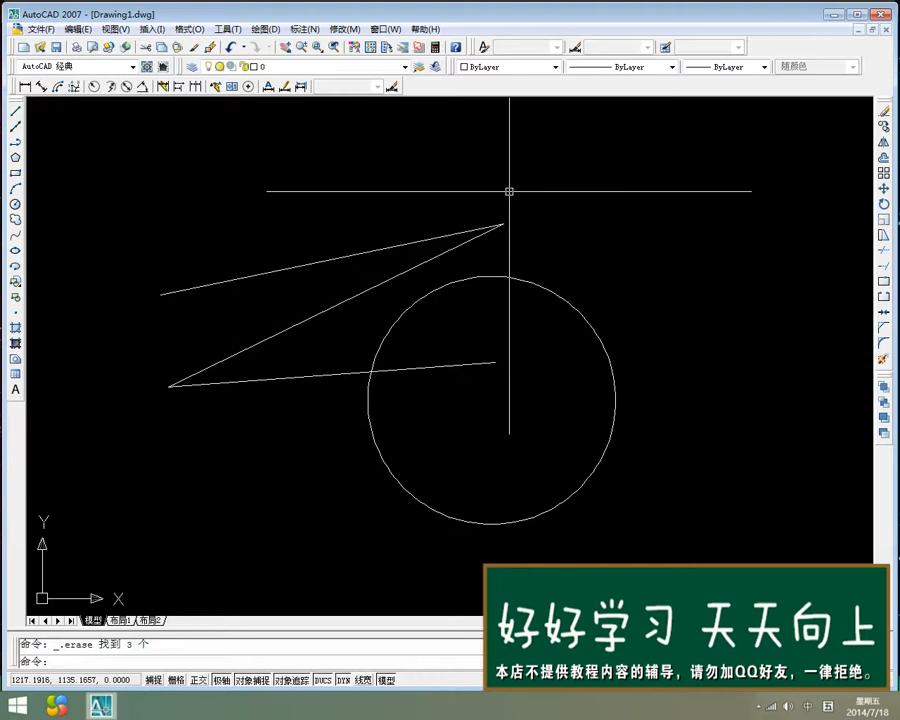 AutoCAD 2007 - [Drawing1.dwg]
文件(F) 编辑(E) 视图(V) 插入(I) 格式(O) 工具(T) 绘图(D) 标注(N) 修改(M) 窗口(W) 帮助(H)
AutoCAD 经典 0 ByLayer ByLayer ByLayer 随颜色
A
Y
X
模型 布局1 布局2
命令: _.erase 找到 3 个
命令:
1217.1916, 1135.1657, 0.0000 捕捉 栅格 正交 极轴 对象捕捉 对象追踪 DUCS DYN 线宽 模型
好好学习 天天向上
本店不提供教程内容的辅导，请勿加QQ好友，一律拒绝。
中 五
星期五
2014/7/18